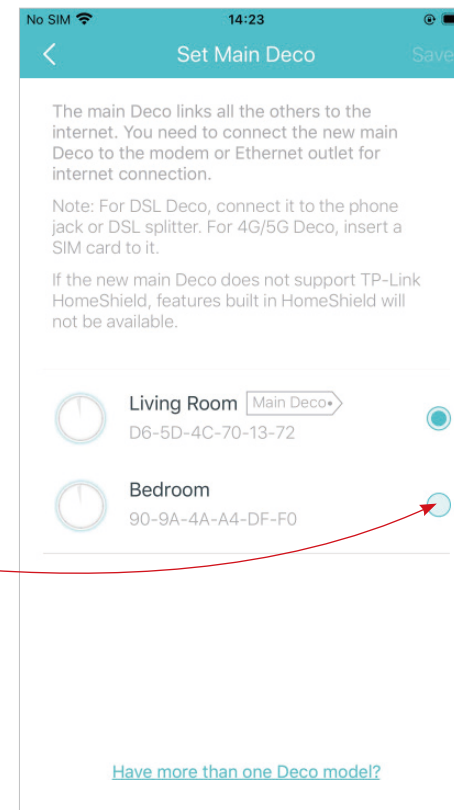 No SIM 14:23
Set Main Deco Save
The main Deco links all the others to the
internet. You need to connect the new main
Deco to the modem or Ethernet outlet for
internet connection.
Note: For DSL Deco, connect it to the phone
jack or DSL splitter. For 4G/5G Deco, insert a
SIM card to it.
If the new main Deco does not support TP-Link
HomeShield, features built in HomeShield will
not be available.
Living Room Main Deco
D6-5D-4C-70-13-72
Bedroom
90-9A-4A-A4-DF-F0
Have more than one Deco model?